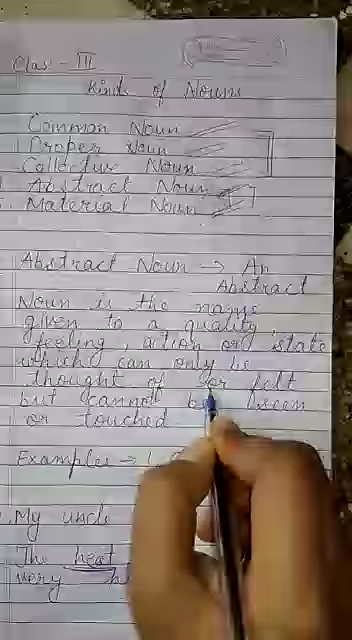 Class - III
Kinds of Nouns
Common Noun
Proper Noun
Collective Noun
Abstract Noun
Material Noun
Abstract Noun → An
Abstract
Noun is the name
given to a quality,
feeling, action or state
which can only be
thought of or felt
but cannot be seen
or touched
Examples → 1.
My uncle
The heat
very